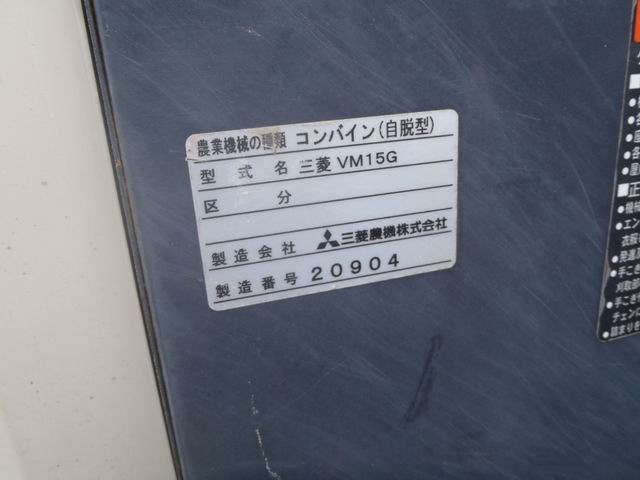 農業機械の種類 コンバイン(自脱型)
型式名 三菱 VM15G
区分
製造会社 三菱農機株式会社
製造番号 20904